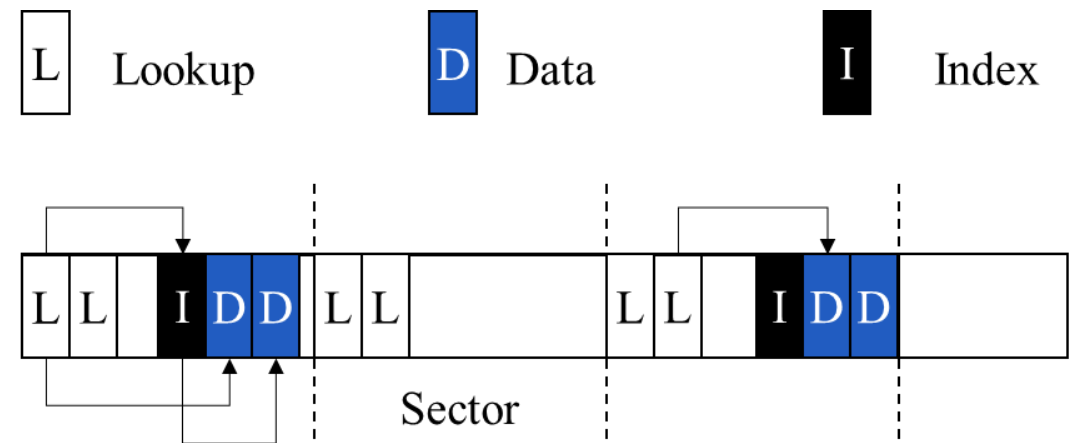 L Lookup D Data I Index
L L I D D L L L L I D D
Sector